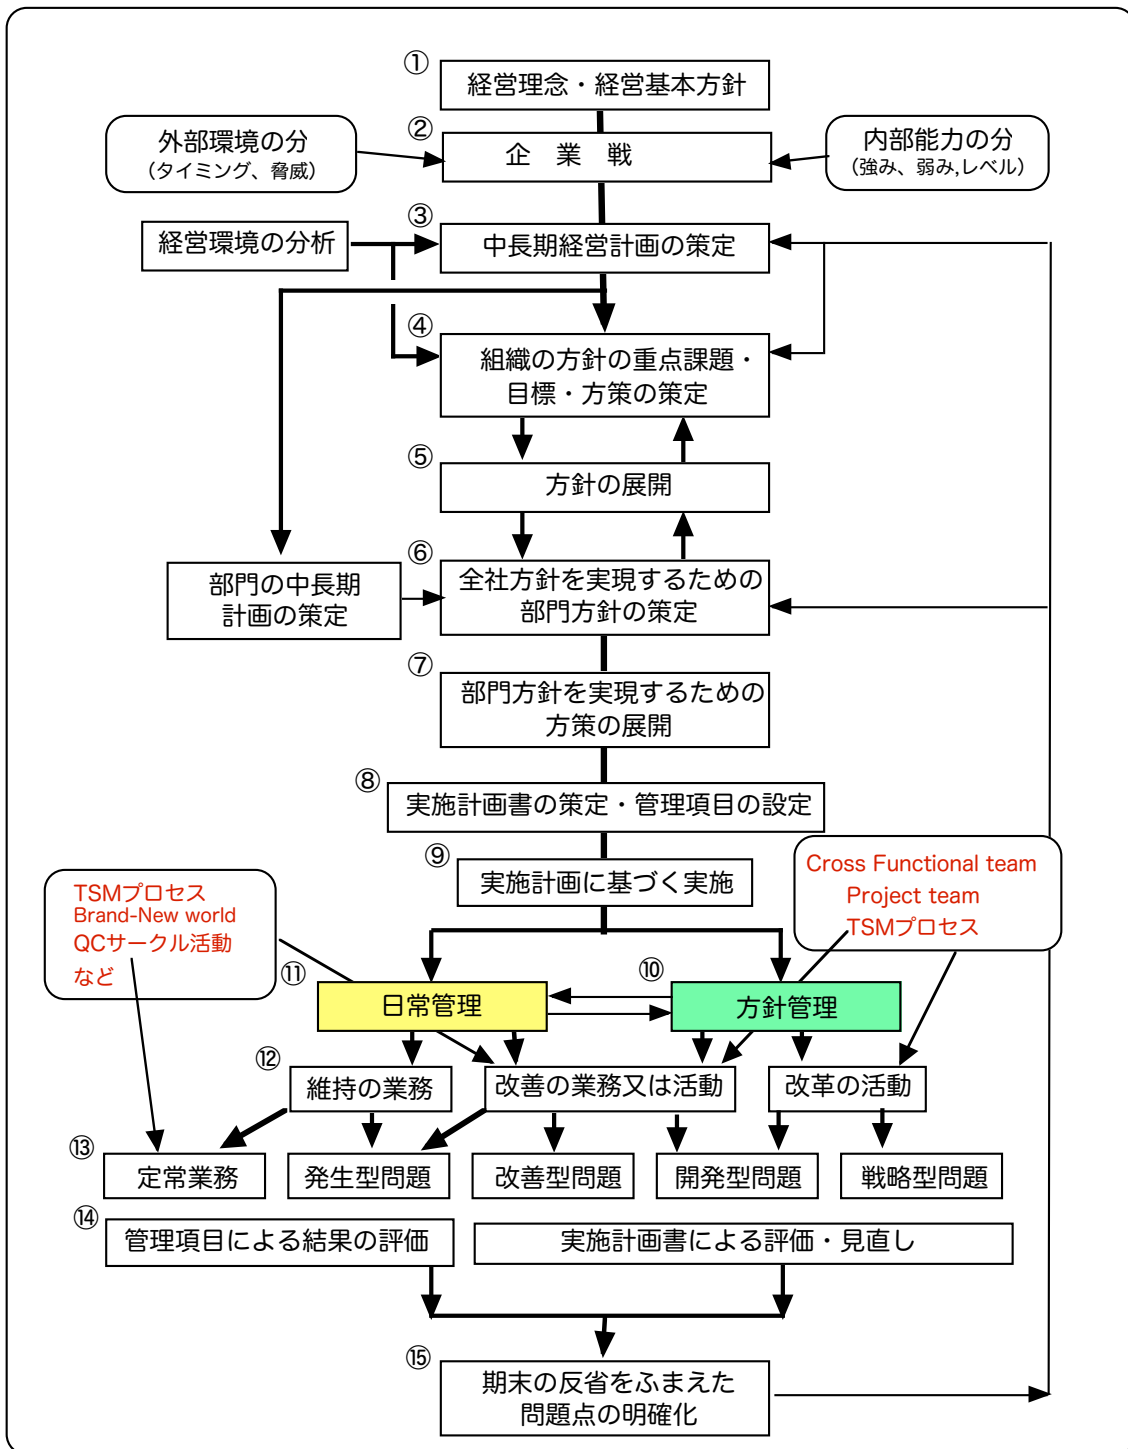 ①
経営理念・経営基本方針
外部環境の分
(タイミング、脅威)
②
企 業 戦
内部能力の分
(強み、弱み,レベル)
経営環境の分析
③
中長期経営計画の策定
④
組織の方針の重点課題・
目標・方策の策定
⑤
方針の展開
部門の中長期
計画の策定
⑥
全社方針を実現するための
部門方針の策定
⑦
部門方針を実現するための
方策の展開
⑧
実施計画書の策定・管理項目の設定
⑨
実施計画に基づく実施
TSMプロセス
Brand-New world
QCサークル活動
など
Cross Functional team
Project team
TSMプロセス
⑪
日常管理
⑩
方針管理
⑫
維持の業務
改善の業務又は活動
改革の活動
⑬
定常業務
発生型問題
改善型問題
開発型問題
戦略型問題
⑭
管理項目による結果の評価
実施計画書による評価・見直し
⑮
期末の反省をふまえた
問題点の明確化